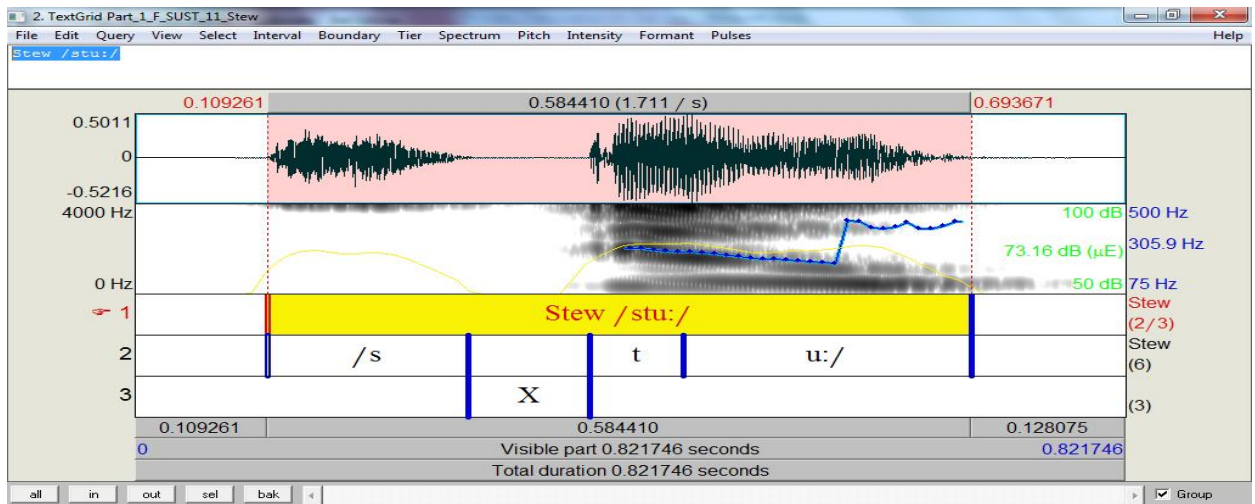 2. TextGrid Part_1_F_SUST_11_Stew
File Edit Query View Select Interval Boundary Tier Spectrum Pitch Intensity Formant Pulses Help
Stew /stu:/
0.109261 0.584410 (1.711 / s) 0.693671
0.5011
0
-0.5216
4000 Hz 100 dB 500 Hz
73.16 dB (µE) 305.9 Hz
0 Hz 50 dB 75 Hz
1 Stew /stu:/ Stew
(2/3)
2 /s t u:/ Stew
(6)
3 X (3)
0.109261 0.584410 0.128075
0 Visible part 0.821746 seconds 0.821746
Total duration 0.821746 seconds
all in out sel bak Group